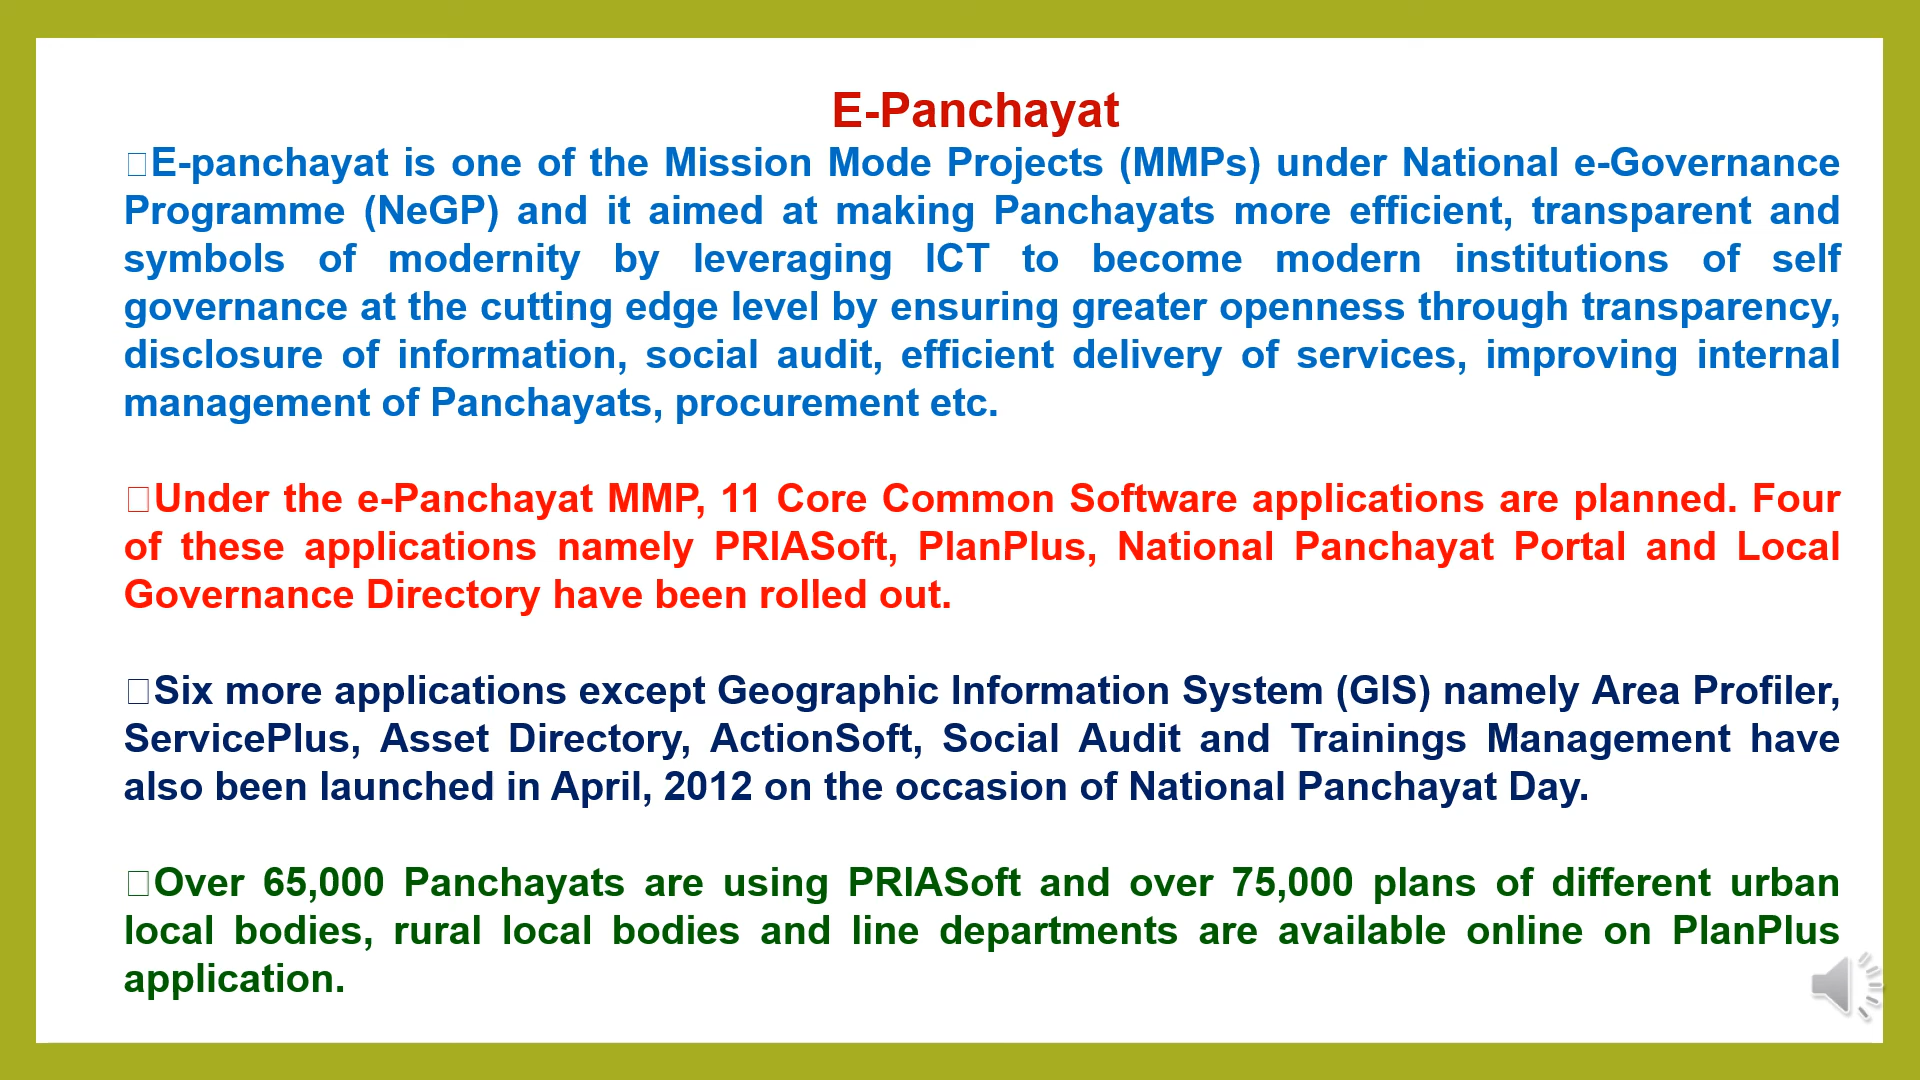 E-Panchayat
E-panchayat is one of the Mission Mode Projects (MMPs) under National e-Governance
Programme (NeGP) and it aimed at making Panchayats more efficient, transparent and
symbols of modernity by leveraging ICT to become modern institutions of self
governance at the cutting edge level by ensuring greater openness through transparency,
disclosure of information, social audit, efficient delivery of services, improving internal
management of Panchayats, procurement etc.
Under the e-Panchayat MMP, 11 Core Common Software applications are planned. Four
of these applications namely PRIASoft, PlanPlus, National Panchayat Portal and Local
Governance Directory have been rolled out.
Six more applications except Geographic Information System (GIS) namely Area Profiler,
ServicePlus, Asset Directory, ActionSoft, Social Audit and Trainings Management have
also been launched in April, 2012 on the occasion of National Panchayat Day.
Over 65,000 Panchayats are using PRIASoft and over 75,000 plans of different urban
local bodies, rural local bodies and line departments are available online on PlanPlus
application.